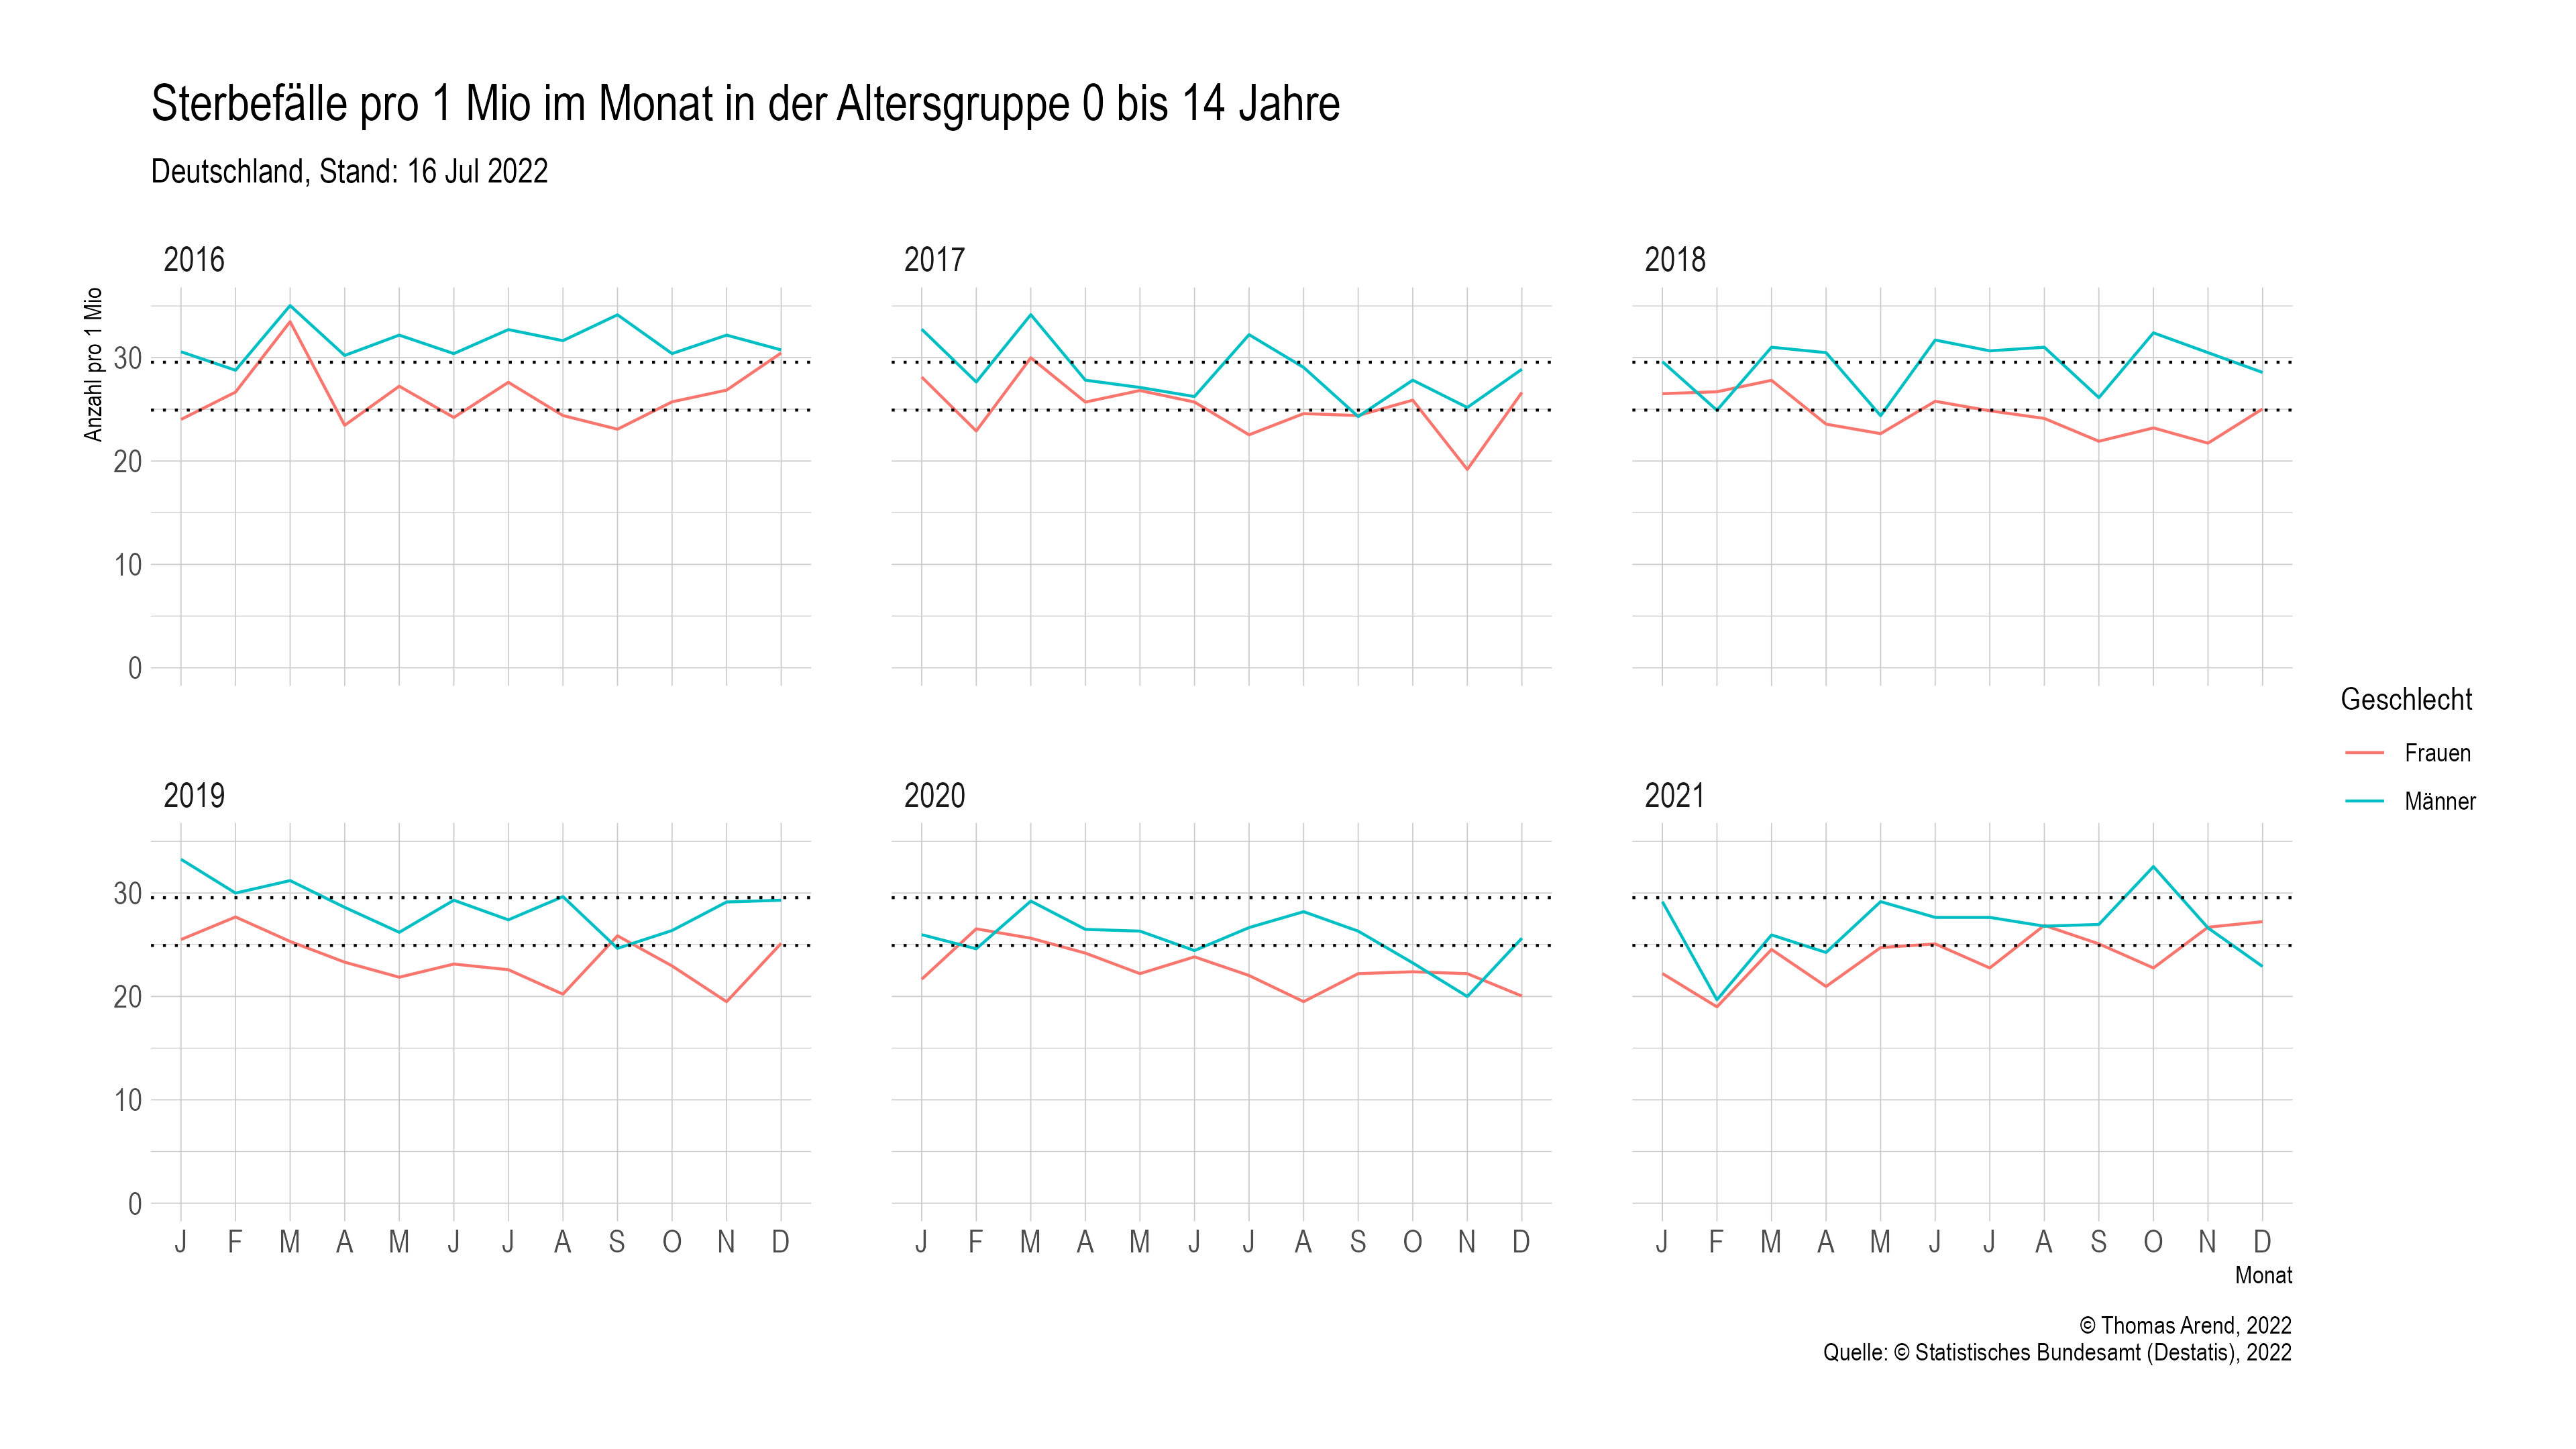 Sterbefälle pro 1 Mio im Monat in der Altersgruppe 0 bis 14 Jahre
Deutschland, Stand: 16 Jul 2022
2016
2017
2018
Anzahl pro 1 Mio
30
20
10
0
Geschlecht
Frauen
Männer
2019
2020
2021
30
20
10
0
J F M A M J J A S O N D
J F M A M J J A S O N D
J F M A M J J A S O N D
Monat
© Thomas Arend, 2022
Quelle: © Statistisches Bundesamt (Destatis), 2022